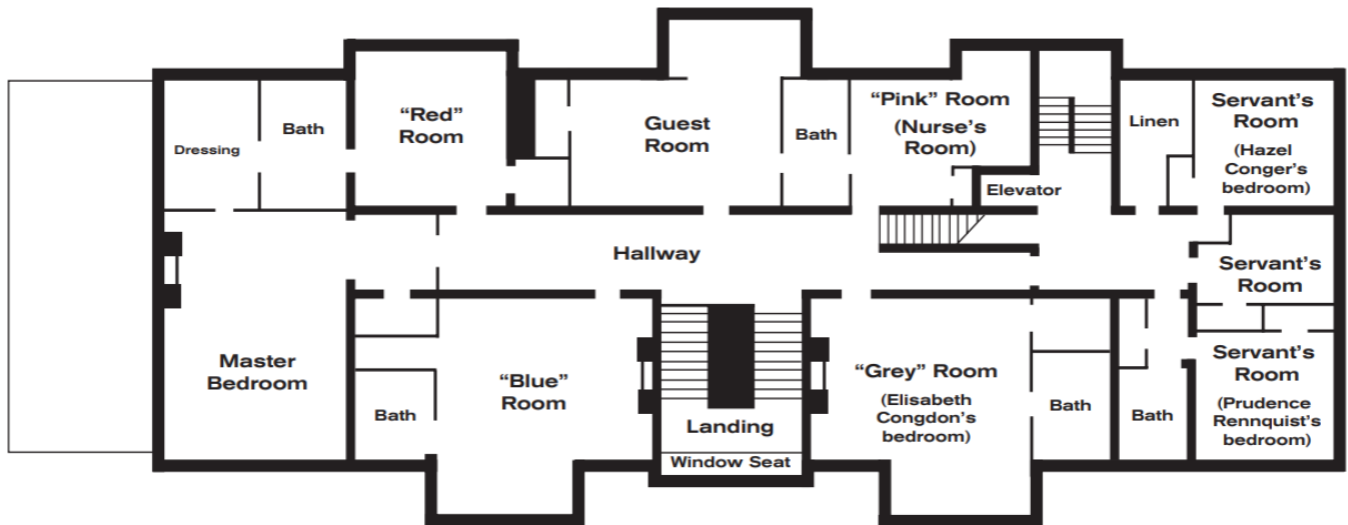 Dressing
Bath
“Red”
Room
Guest
Room
Bath
“Pink” Room
(Nurse’s
Room)
Elevator
Linen
Servant’s
Room
(Hazel
Conger’s
bedroom)
Hallway
Servant’s
Room
Master
Bedroom
Bath
“Blue”
Room
Landing
Window Seat
“Grey” Room
(Elisabeth
Congdon’s
bedroom)
Bath
Bath
Servant’s
Room
(Prudence
Rennquist’s
bedroom)